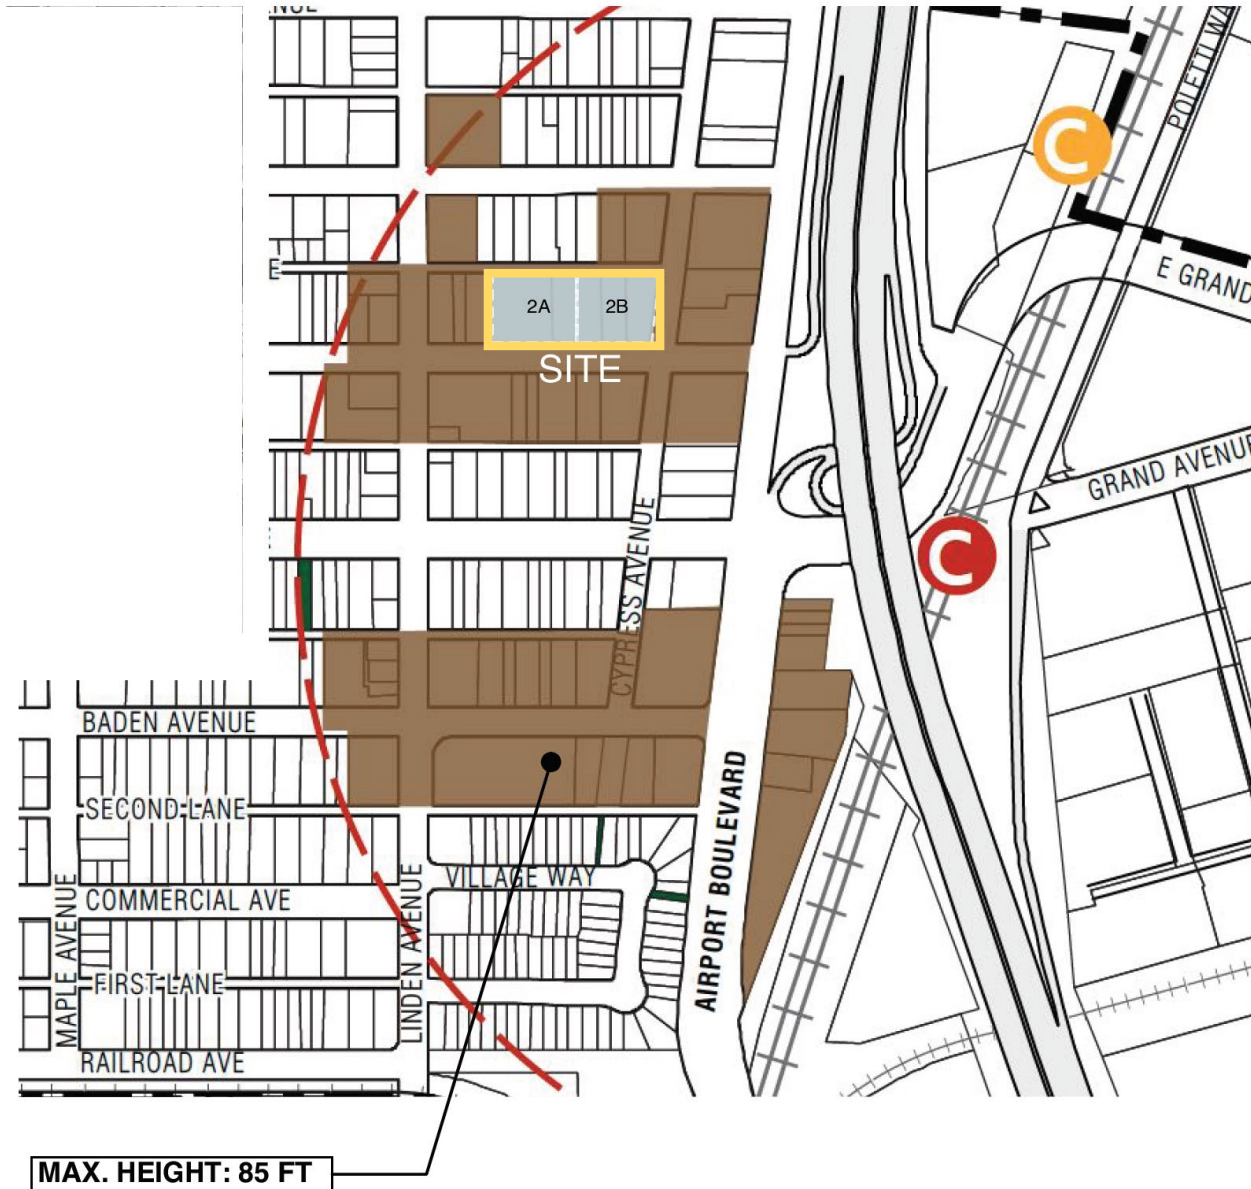 NUE
POLETTI WA
C
E
E GRAND
2A
2B
SITE
GRAND AVENUE
C
CYPRESS AVENUE
BADEN AVENUE
SECOND LANE
AIRPORT BOULEVARD
VILLAGE WAY
COMMERCIAL AVE
MAPLE AVENUE
LINDEN AVENUE
FIRST LANE
RAILROAD AVE
MAX. HEIGHT: 85 FT